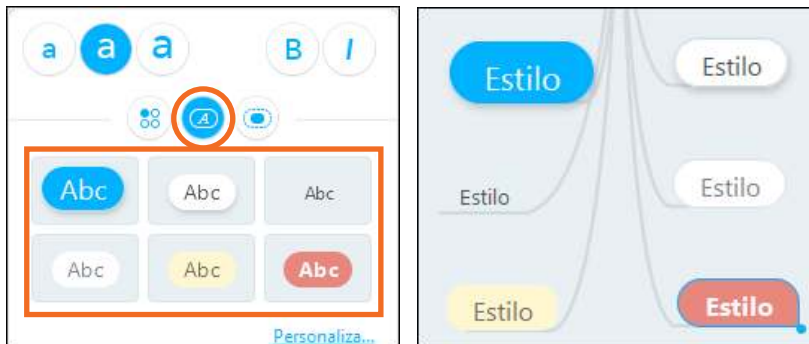 a a a B I
A
Abc Abc Abc
Abc Abc Abc
Personaliza...
Estilo Estilo
Estilo Estilo
Estilo Estilo